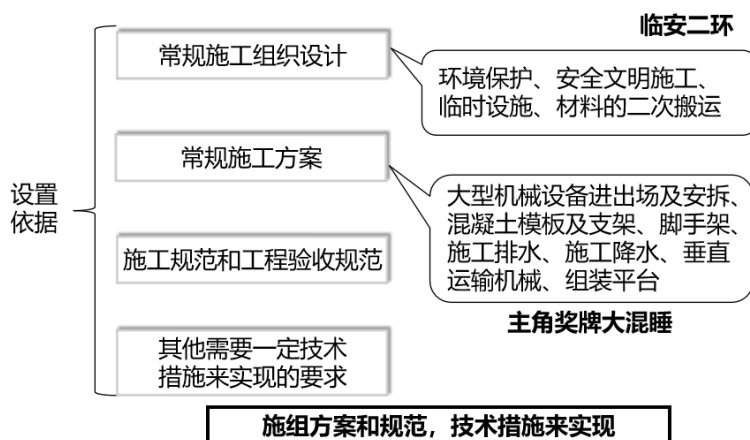 临安二环
常规施工组织设计
环境保护、安全文明施工、
临时设施、材料的二次搬运
常规施工方案
大型机械设备进出场及安拆、
混凝土模板及支架、脚手架、
施工排水、施工降水、垂直
运输机械、组装平台
设置
依据
施工规范和工程验收规范
主角奖牌大混睡
其他需要一定技术
措施来实现的要求
施组方案和规范，技术措施来实现